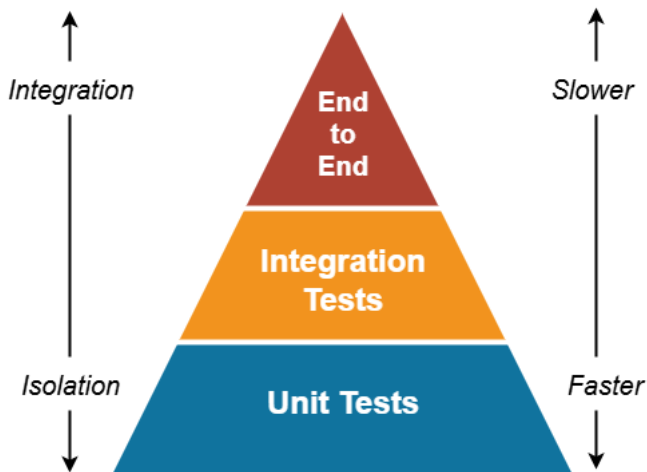 Integration
Slower
End
to
End
Integration
Tests
Isolation
Faster
Unit Tests